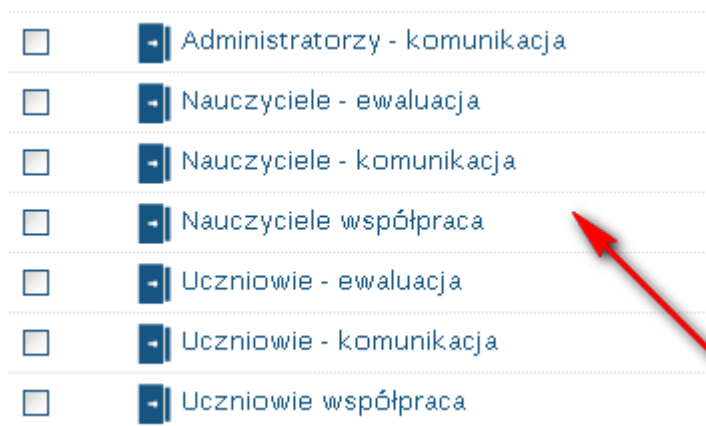 Administratorzy - komunikacja
Nauczyciele - ewaluacja
Nauczyciele - komunikacja
Nauczyciele współpraca
Uczniowie - ewaluacja
Uczniowie - komunikacja
Uczniowie współpraca